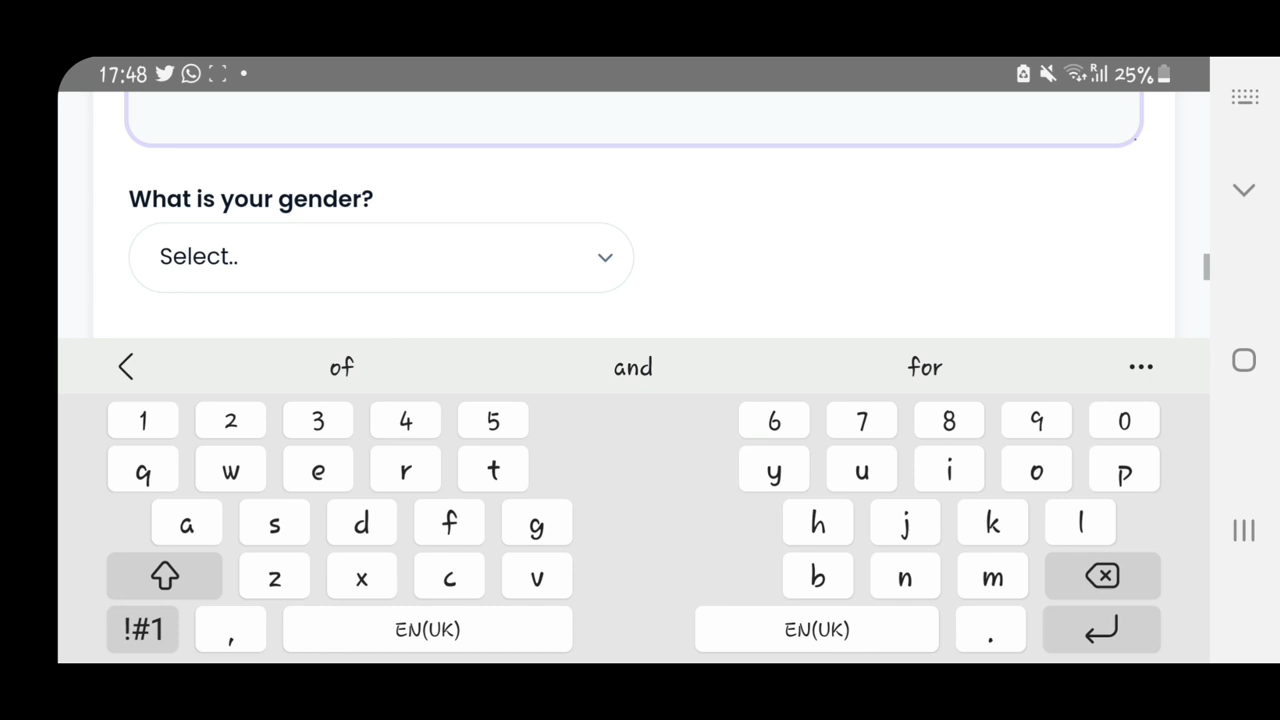 17:48 R 25%
What is your gender?
Select..
of and for •••
1 2 3 4 5 6 7 8 9 0
q w e r t y u i o p
a s d f g h j k l
z x c v b n m
!#1 , EN(UK) EN(UK) .